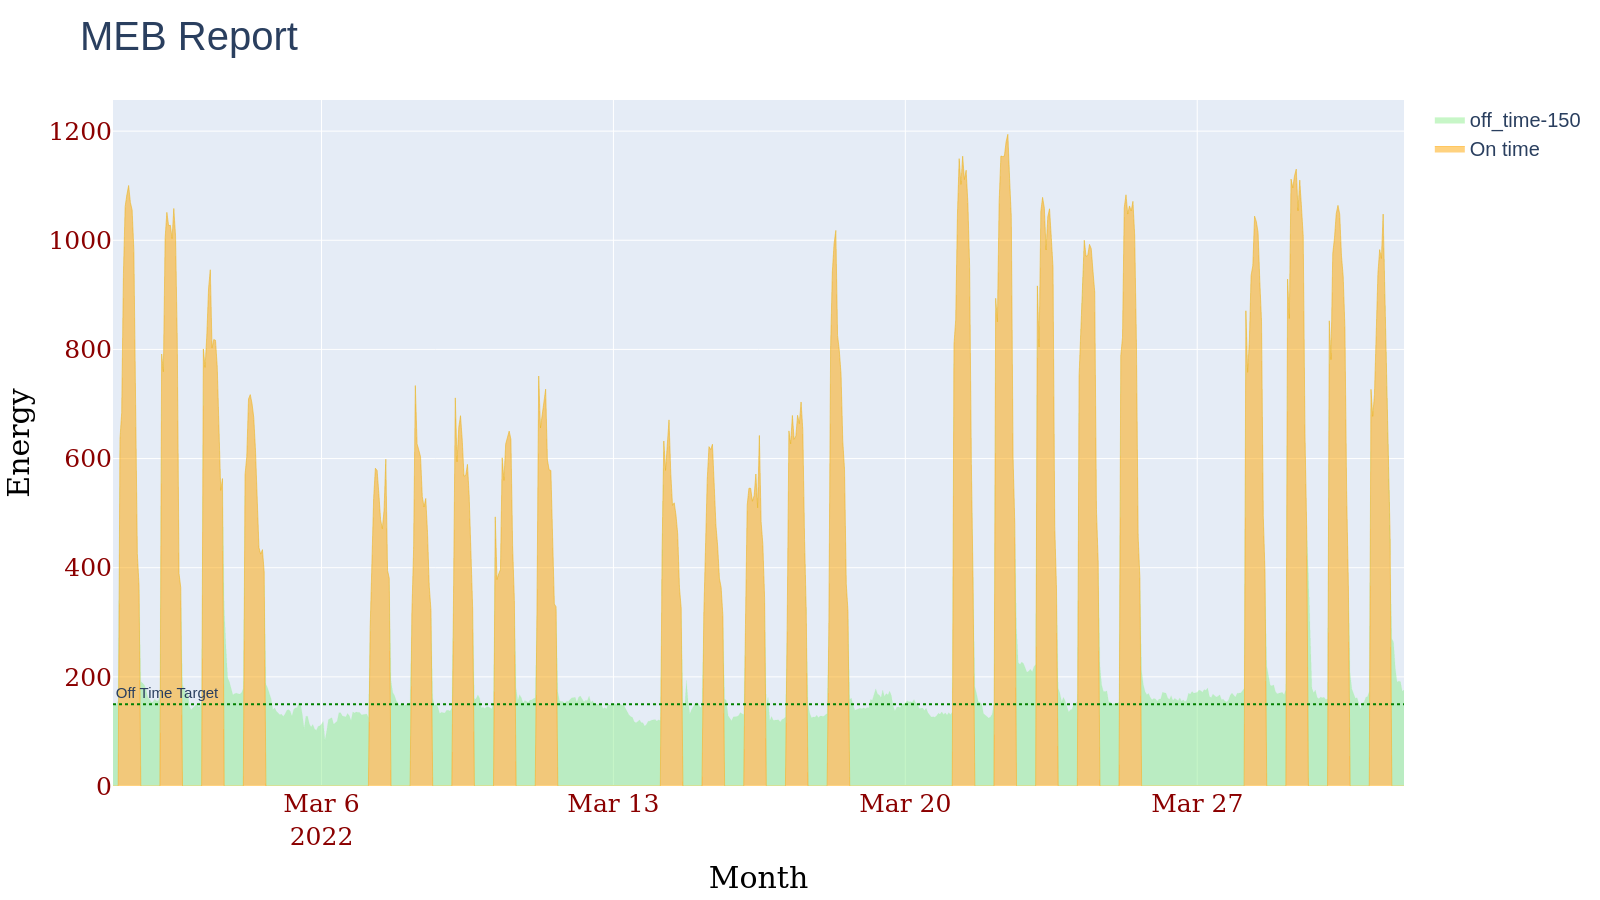 MEB Report
off_time-150
On time
1200
1000
800
600
400
200
0
Energy
Off Time Target
Mar 6
2022
Mar 13
Mar 20
Mar 27
Month